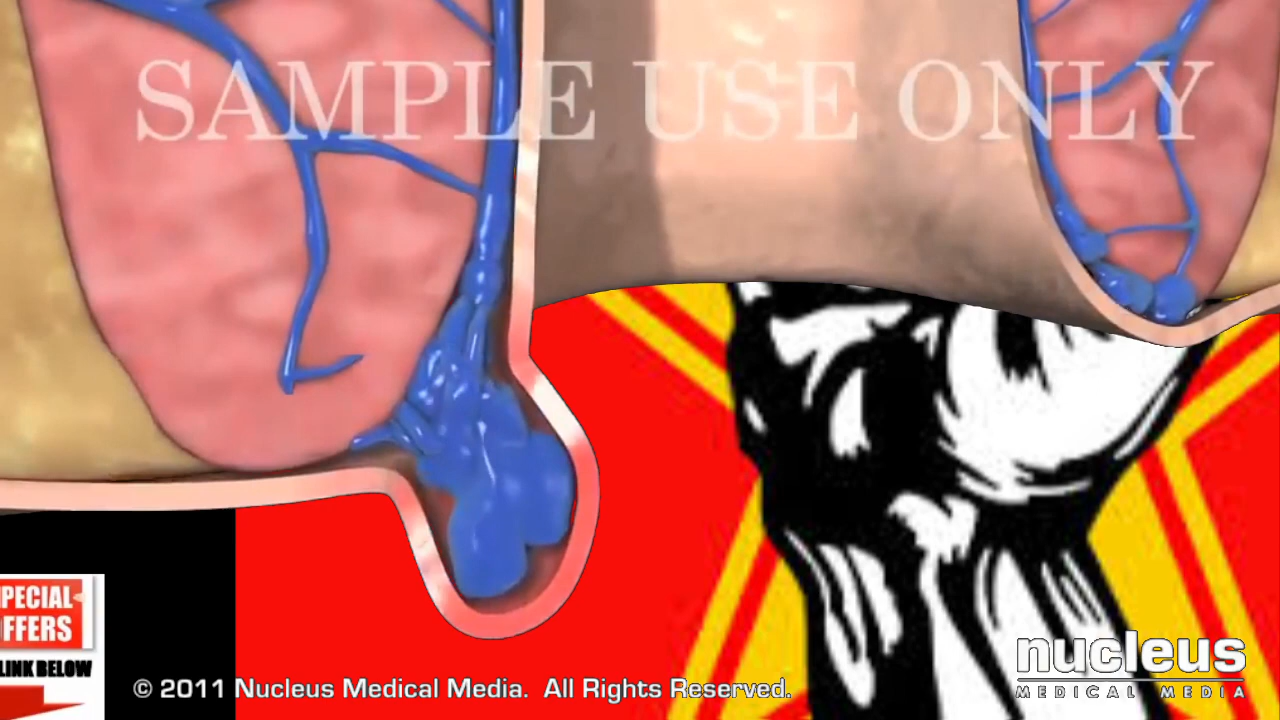 SAMPLE USE ONLY
PECIAL
FFERS
LINK BELOW
© 2011 Nucleus Medical Media. All Rights Reserved.
nucleus
MEDICAL MEDIA